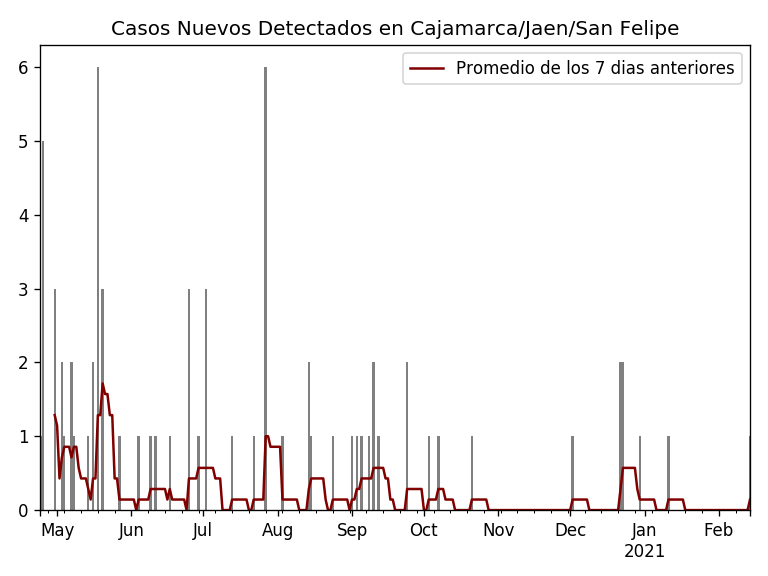 Casos Nuevos Detectados en Cajamarca/Jaen/San Felipe
Promedio de los 7 dias anteriores
6
5
4
3
2
1
0
May Jun Jul Aug Sep Oct Nov Dec Jan Feb
2021